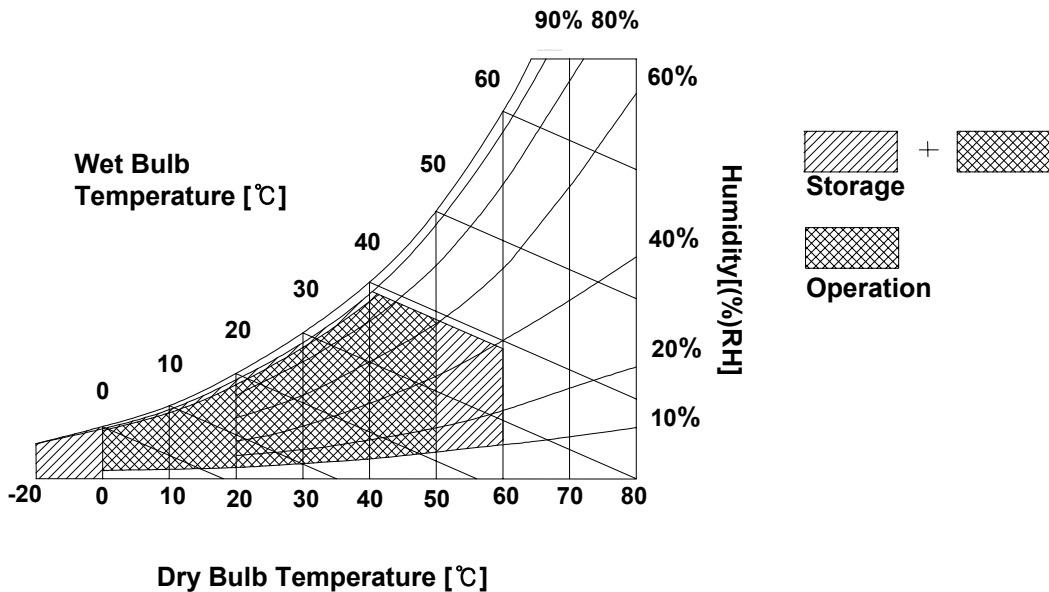 90% 80%
60
60%
Wet Bulb
Temperature [℃]
50
40
30
20
10
0
Humidity[(%)RH]
40%
20%
10%
+
Storage
Operation
-20 0 10 20 30 40 50 60 70 80
Dry Bulb Temperature [℃]